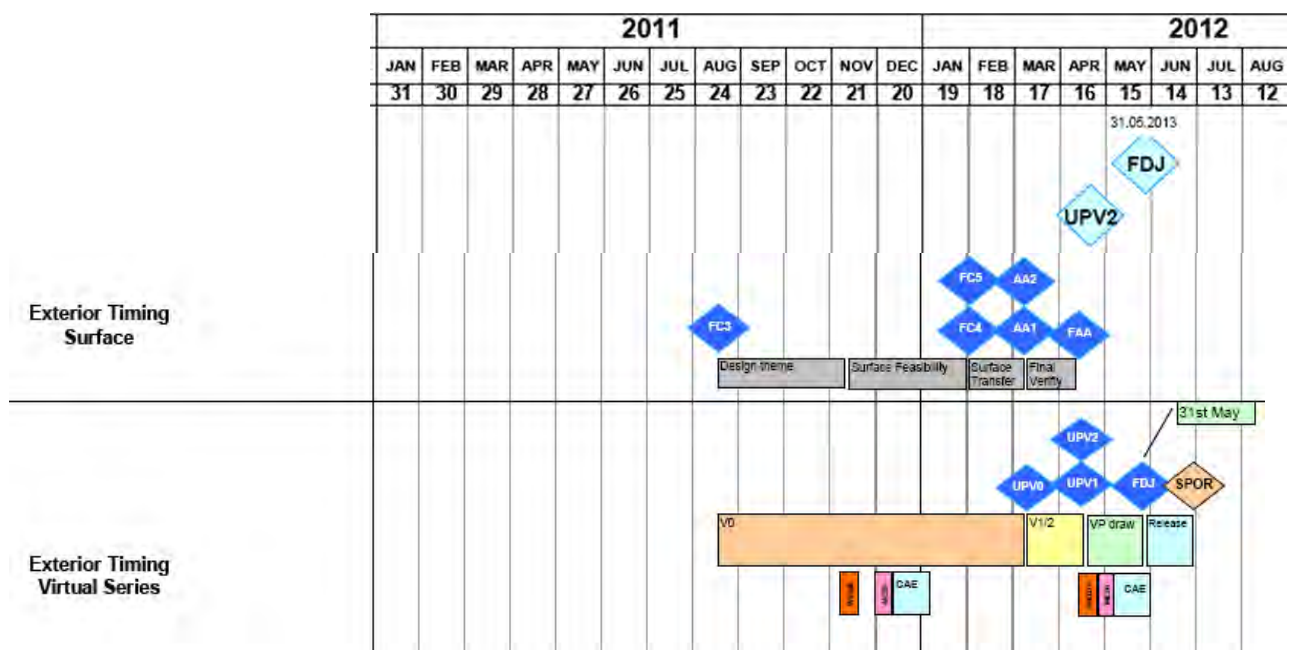 2011 2012
JAN FEB MAR APR MAY JUN JUL AUG SEP OCT NOV DEC JAN FEB MAR APR MAY JUN JUL AUG
31 30 29 28 27 26 25 24 23 22 21 20 19 18 17 16 15 14 13 12
31.05.2013
FDJ
UPV2
FC5 AA2
Exterior Timing
Surface
FC3 FC4 AA1 FAA
Design theme Surface Feasibility Surface Transfer Final Verify
31st May
UPV2
UPV0 UPV1 FDJ SPOR
V0 V1/2 VP draw Release
Exterior Timing
Virtual Series
CAE CAE